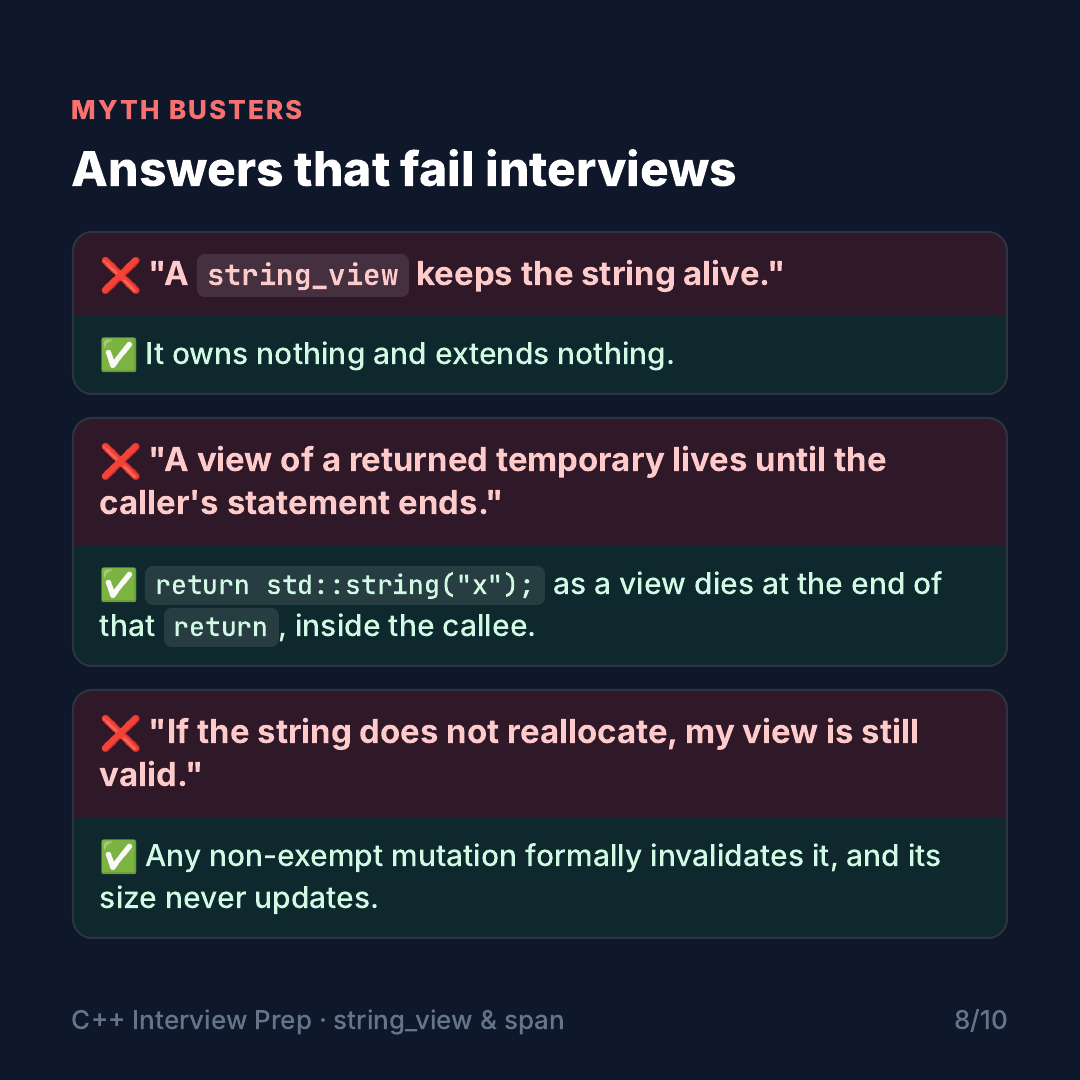 MYTH BUSTERS
Answers that fail interviews
❌ "A string_view keeps the string alive."
✅ It owns nothing and extends nothing.
❌ "A view of a returned temporary lives until the
caller's statement ends."
✅ return std::string("x"); as a view dies at the end of
that return, inside the callee.
❌ "If the string does not reallocate, my view is still
valid."
✅ Any non-exempt mutation formally invalidates it, and its
size never updates.
C++ Interview Prep · string_view & span
8/10